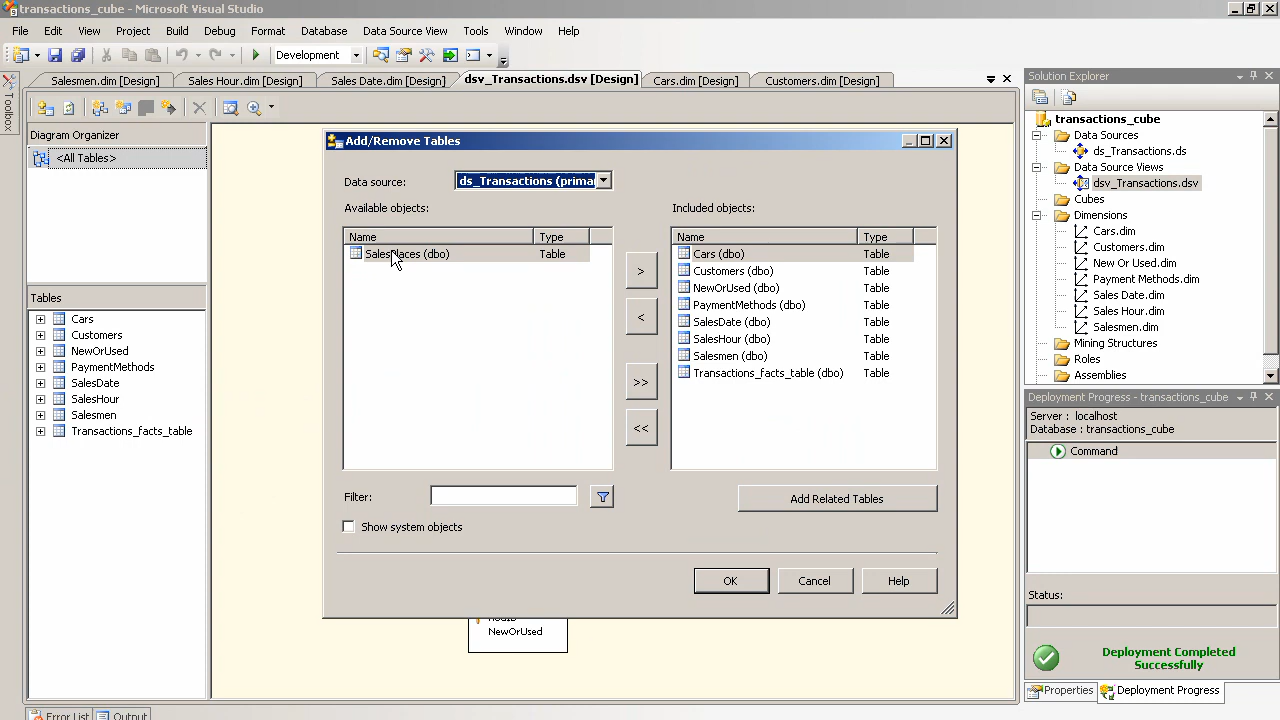 transactions_cube - Microsoft Visual Studio
File Edit View Project Build Debug Format Database Data Source View Tools Window Help
Development
Salesmen.dim [Design] Sales Hour.dim [Design] Sales Date.dim [Design] dsv_Transactions.dsv [Design] Cars.dim [Design] Customers.dim [Design]
Toolbox
Diagram Organizer
<All Tables>
Tables
Cars
Customers
NewOrUsed
PaymentMethods
SalesDate
SalesHour
Salesmen
Transactions_facts_table
Add/Remove Tables
Data source: ds_Transactions (prima
Available objects:
Name Type
SalesPlaces (dbo) Table
> 
<
>>
<<
Included objects:
Name Type
Cars (dbo) Table
Customers (dbo) Table
NewOrUsed (dbo) Table
PaymentMethods (dbo) Table
SalesDate (dbo) Table
SalesHour (dbo) Table
Salesmen (dbo) Table
Transactions_facts_table (dbo) Table
Filter:
Add Related Tables
Show system objects
OK Cancel Help
NewOrUsed
Solution Explorer
transactions_cube
Data Sources
ds_Transactions.ds
Data Source Views
dsv_Transactions.dsv
Cubes
Dimensions
Cars.dim
Customers.dim
New Or Used.dim
Payment Methods.dim
Sales Date.dim
Sales Hour.dim
Salesmen.dim
Mining Structures
Roles
Assemblies
Deployment Progress - transactions_cube
Server : localhost
Database : transactions_cube
Command
Status:
Deployment Completed
Successfully
Properties Deployment Progress
Error List Output